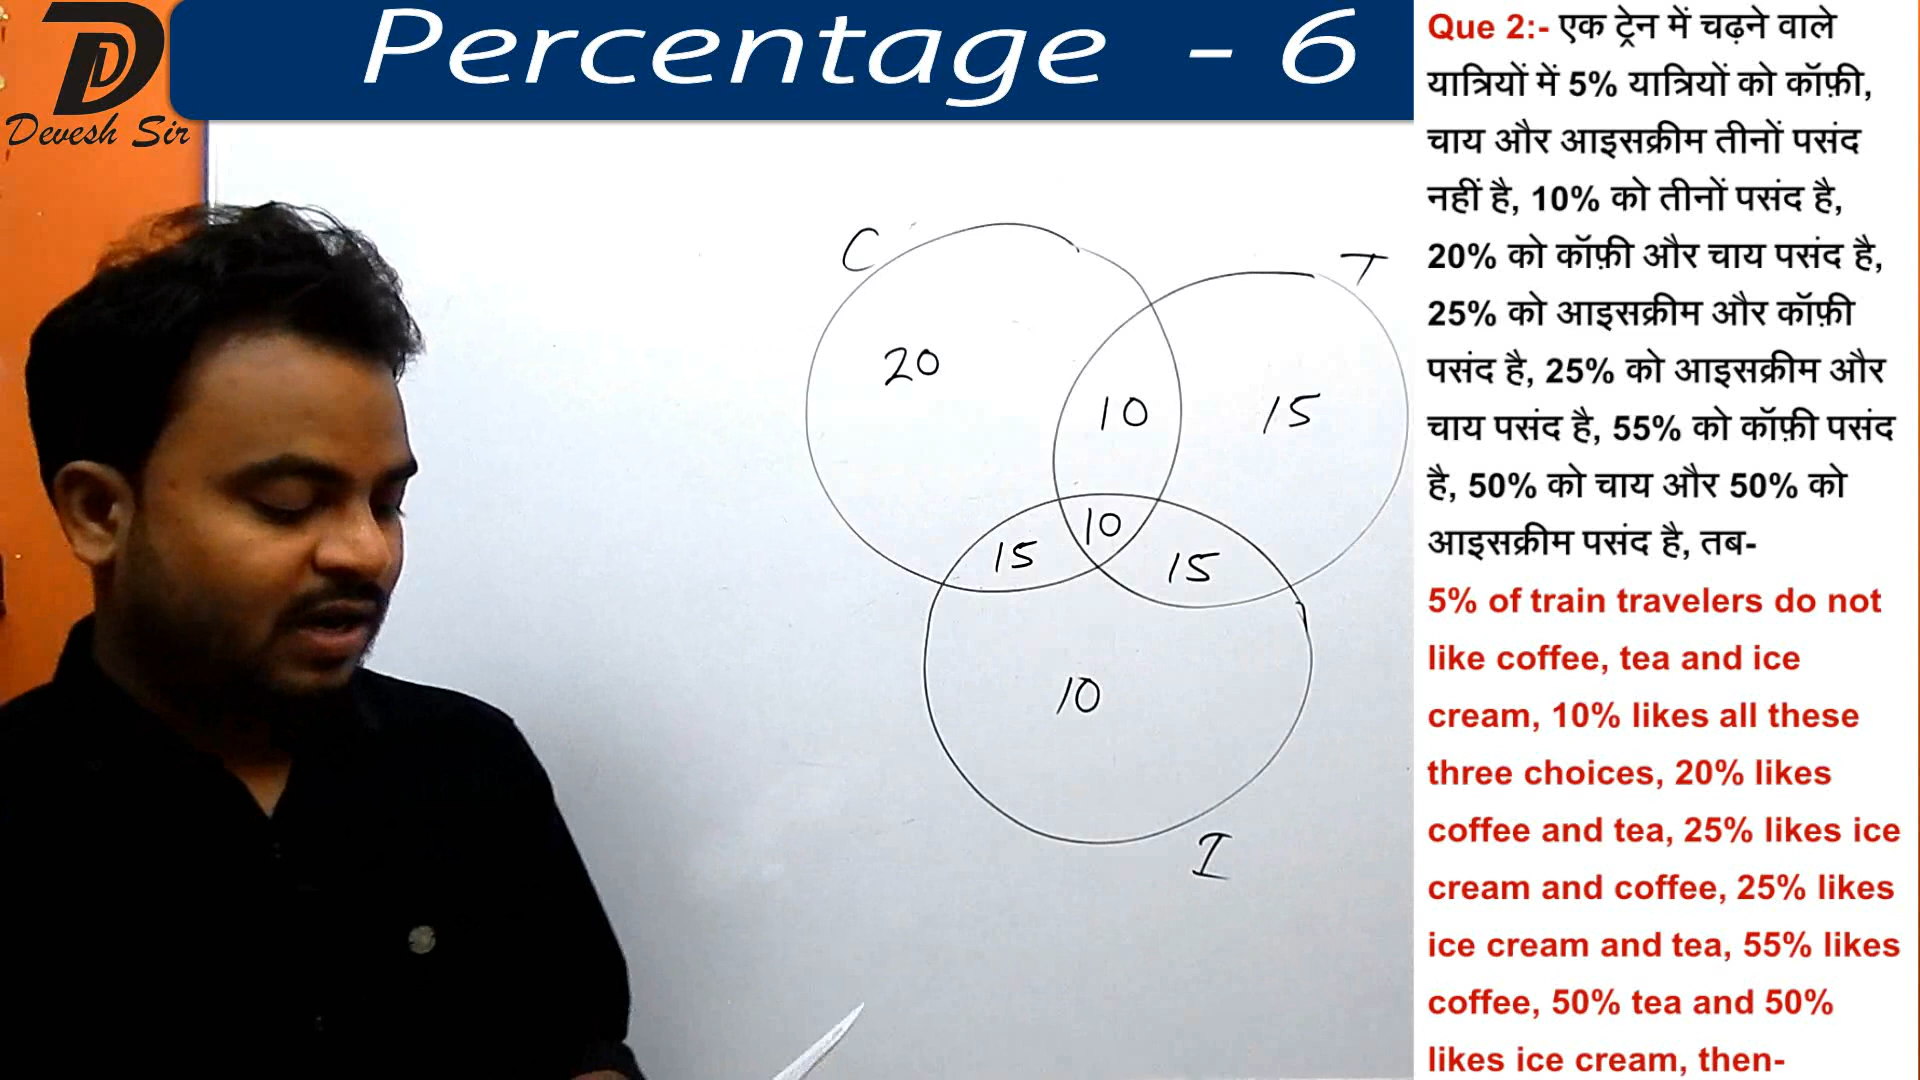 Percentage - 6
Devesh Sir
C
T
20
10
15
10
15
15
10
I
Que 2:- एक ट्रेन में चढ़ने वाले
यात्रियों में 5% यात्रियों को कॉफ़ी,
चाय और आइसक्रीम तीनों पसंद
नहीं है, 10% को तीनों पसंद है,
20% को कॉफ़ी और चाय पसंद है,
25% को आइसक्रीम और कॉफ़ी
पसंद है, 25% को आइसक्रीम और
चाय पसंद है, 55% को कॉफ़ी पसंद
है, 50% को चाय और 50% को
आइसक्रीम पसंद है, तब-
5% of train travelers do not
like coffee, tea and ice
cream, 10% likes all these
three choices, 20% likes
coffee and tea, 25% likes ice
cream and coffee, 25% likes
ice cream and tea, 55% likes
coffee, 50% tea and 50%
likes ice cream, then-